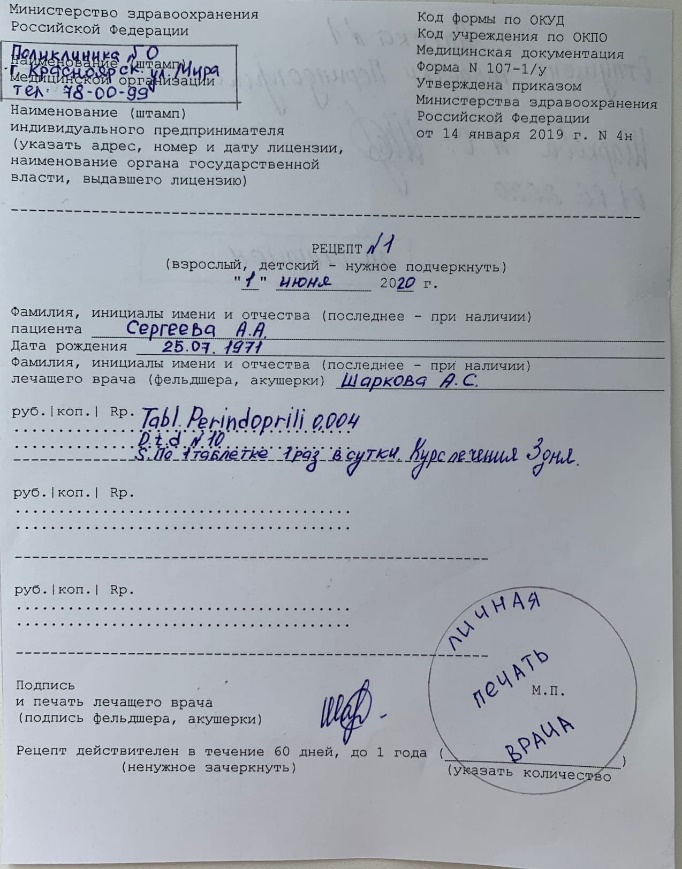 Министерство здравоохранения
Российской Федерации
Поликлиника N 0
наименование (штамп)
г. Красноярск. ул. Мира
медицинской организации
тел. 78-00-99
Наименование (штамп)
индивидуального предпринимателя
(указать адрес, номер и дату лицензии,
наименование органа государственной
власти, выдавшего лицензию)
Код формы по ОКУД
Код учреждения по ОКПО
Медицинская документация
Форма N 107-1/у
Утверждена приказом
Министерства здравоохранения
Российской Федерации
от 14 января 2019 г. N 4н
РЕЦЕПТ N1
(взрослый, детский - нужное подчеркнуть)
"1" июня 2020 г.
Фамилия, инициалы имени и отчества (последнее - при наличии)
пациента Сергеева А.А.
Дата рождения 25.07.1971
Фамилия, инициалы имени и отчества (последнее - при наличии)
лечащего врача (фельдшера, акушерки) Шаркова А.С.
руб.|коп.| Rp. Tabl. Perindoprili 0,004
D.t.d N 10
S. По 1 таблетке 1 раз в сутки. Курс лечения 3 дня.
руб.|коп.| Rp.
руб.|коп.| Rp.
ЛИЧНАЯ
ПЕЧАТЬ
ВРАЧА
Подпись
и печать лечащего врача М.П.
(подпись фельдшера, акушерки)
Рецепт действителен в течение 60 дней, до 1 года (
)
(ненужное зачеркнуть) (указать количество